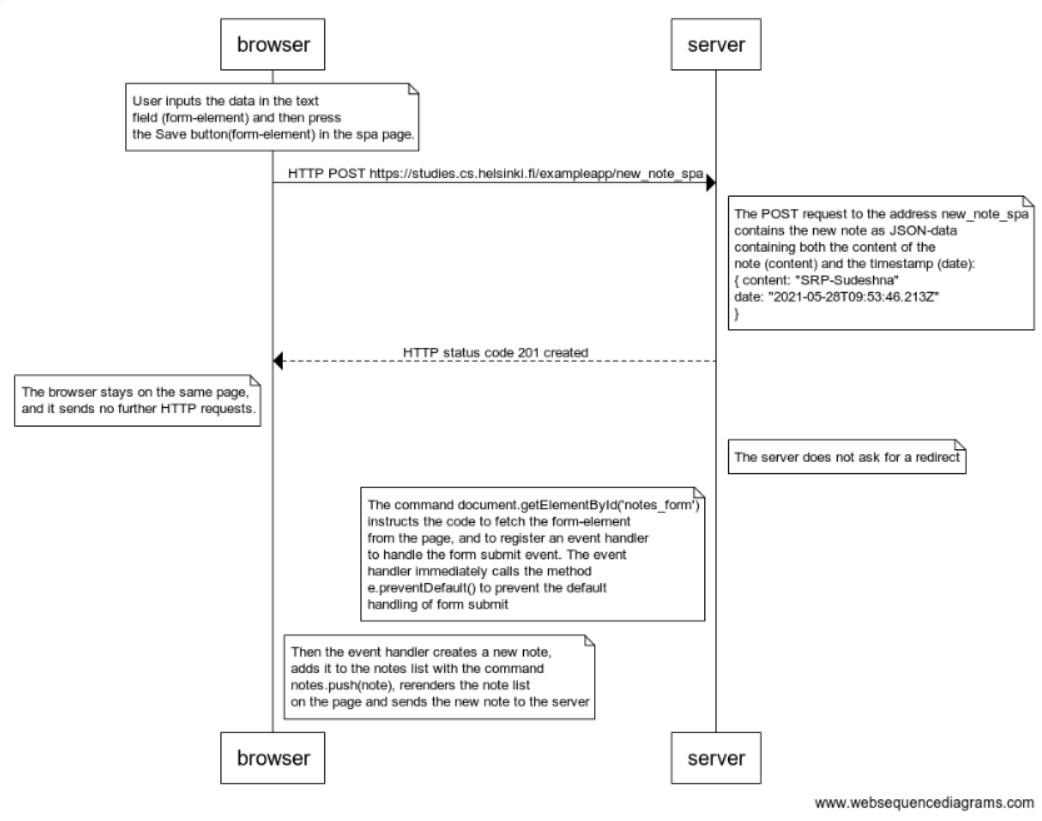 browser
server
User inputs the data in the text
field (form-element) and then press
the Save button(form-element) in the spa page.
HTTP POST https://studies.cs.helsinki.fi/exampleapp/new_note_spa
The POST request to the address new_note_spa
contains the new note as JSON-data
containing both the content of the
note (content) and the timestamp (date):
{ content: "SRP-Sudeshna"
date: "2021-05-28T09:53:46.213Z"
}
HTTP status code 201 created
The browser stays on the same page,
and it sends no further HTTP requests.
The server does not ask for a redirect
The command document.getElementById('notes_form')
instructs the code to fetch the form-element
from the page, and to register an event handler
to handle the form submit event. The event
handler immediately calls the method
e.preventDefault() to prevent the default
handling of form submit
Then the event handler creates a new note,
adds it to the notes list with the command
notes.push(note), rerenders the note list
on the page and sends the new note to the server
browser
server
www.websequencediagrams.com